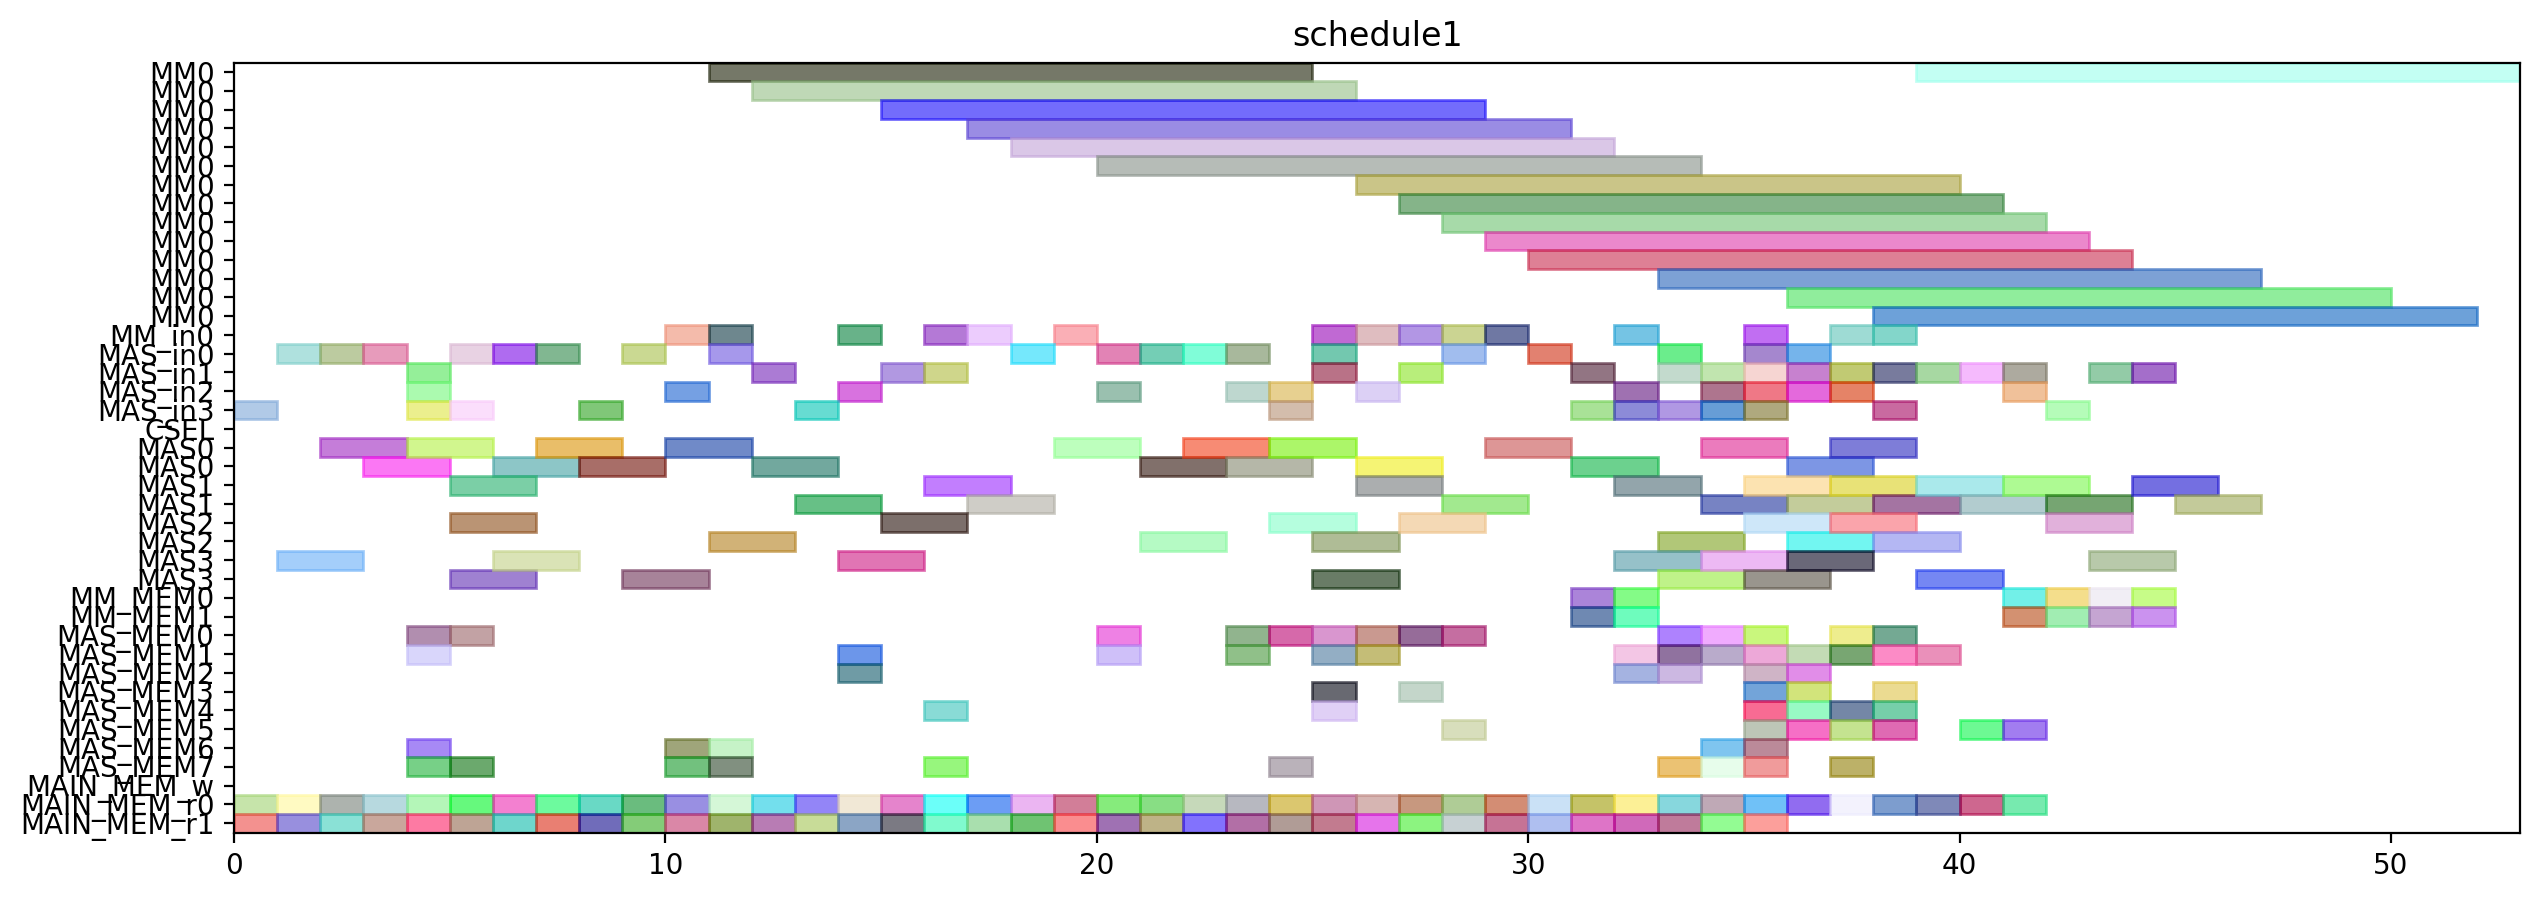 schedule1
MM0
MM0
MM0
MM0
MM0
MM0
MM0
MM0
MM0
MM0
MM0
MM0
MM0
MM0
MM_in0
MAS_in0
MAS_in1
MAS_in2
MAS_in3
CSEL
MAS0
MAS0
MAS1
MAS1
MAS2
MAS2
MAS3
MAS3
MM_MEM0
MM_MEM1
MAS_MEM0
MAS_MEM1
MAS_MEM2
MAS_MEM3
MAS_MEM4
MAS_MEM5
MAS_MEM6
MAS_MEM7
MAIN_MEM_w
MAIN_MEM_r0
MAIN_MEM_r1
0 10 20 30 40 50